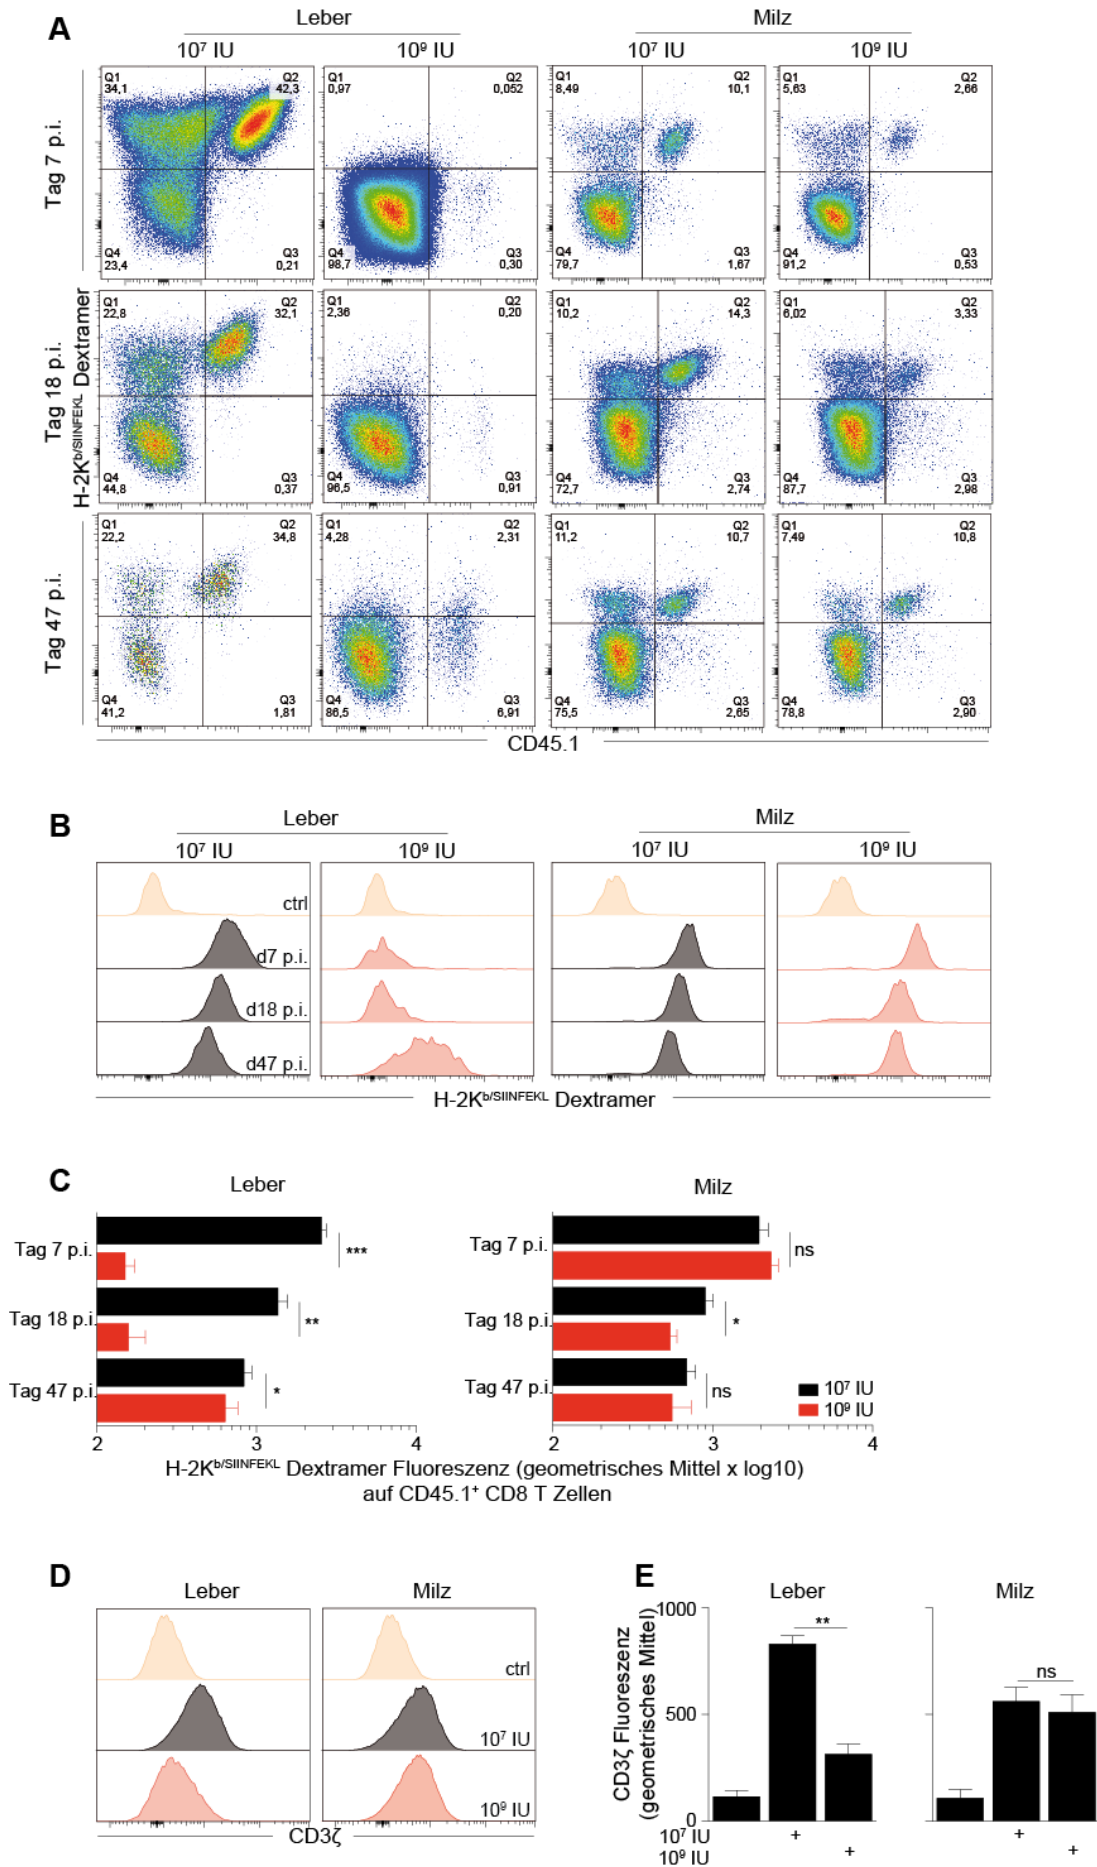 A
Leber
Milz
10⁷ IU
10⁹ IU
10⁷ IU
10⁹ IU
Tag 7 p.i.
Q1
34,1
Q2
42,3
Q4
23,4
Q3
0,21
Q1
0,97
Q2
0,052
Q4
98,7
Q3
0,30
Q1
8,49
Q2
10,1
Q4
79,7
Q3
1,67
Q1
5,63
Q2
2,66
Q4
91,2
Q3
0,53
Tag 18 p.i.
H-2Kᵇ/SIINFEKL Dextramer
Q1
22,8
Q2
32,1
Q4
44,8
Q3
0,37
Q1
2,36
Q2
0,20
Q4
96,5
Q3
0,91
Q1
10,2
Q2
14,3
Q4
72,7
Q3
2,74
Q1
6,02
Q2
3,33
Q4
87,7
Q3
2,98
Tag 47 p.i.
Q1
22,2
Q2
34,8
Q4
41,2
Q3
1,81
Q1
4,28
Q2
2,31
Q4
86,5
Q3
6,91
Q1
11,2
Q2
10,7
Q4
75,5
Q3
2,65
Q1
7,49
Q2
10,8
Q4
78,8
Q3
2,90
CD45.1
B
Leber
Milz
10⁷ IU
10⁹ IU
10⁷ IU
10⁹ IU
ctrl
d7 p.i.
d18 p.i.
d47 p.i.
H-2Kᵇ/SIINFEKL Dextramer
C
Leber
Milz
Tag 7 p.i.
***
Tag 18 p.i.
**
Tag 47 p.i.
*
2
3
4
Tag 7 p.i.
ns
Tag 18 p.i.
*
Tag 47 p.i.
ns
10⁷ IU
10⁹ IU
2
3
4
H-2Kᵇ/SIINFEKL Dextramer Fluoreszenz (geometrisches Mittel x log10)
auf CD45.1⁺ CD8 T Zellen
D
Leber
Milz
ctrl
10⁷ IU
10⁹ IU
CD3ζ
E
Leber
Milz
CD3ζ Fluoreszenz
(geometrisches Mittel)
1000
500
0
**
ns
10⁷ IU
+
+
10⁹ IU
+
+